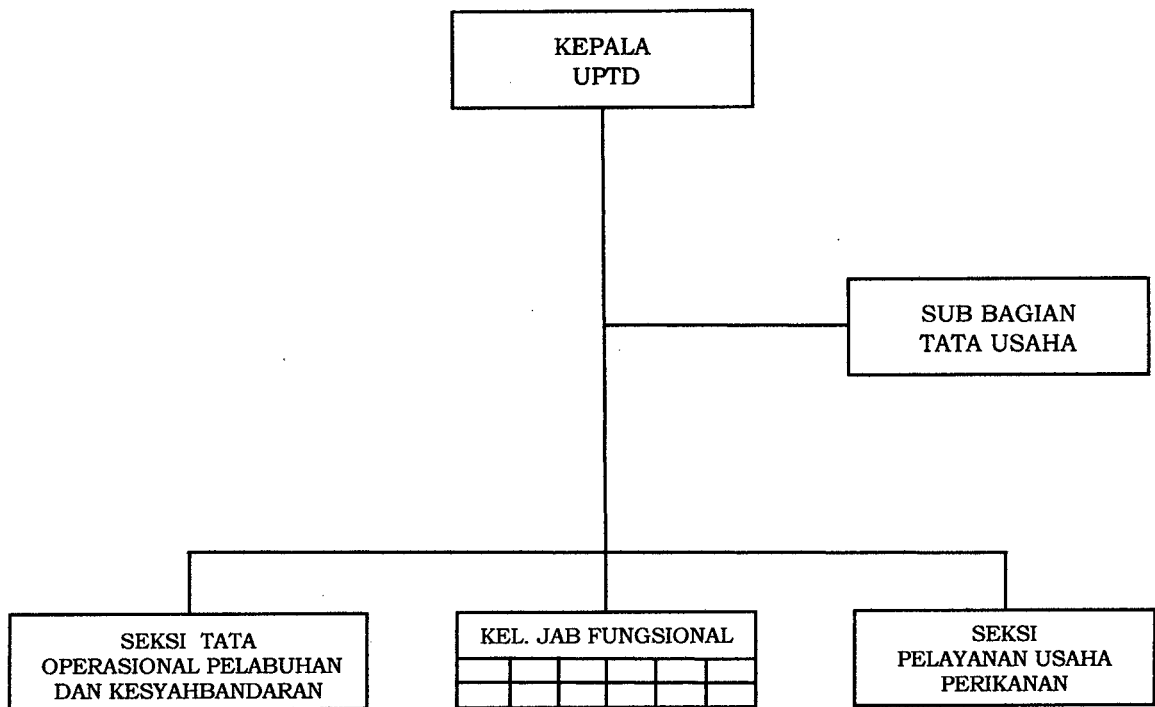 KEPALA
UPTD
SUB BAGIAN
TATA USAHA
SEKSI TATA
OPERASIONAL PELABUHAN
DAN KESYAHBANDARAN
KEL. JAB FUNGSIONAL
SEKSI
PELAYANAN USAHA
PERIKANAN